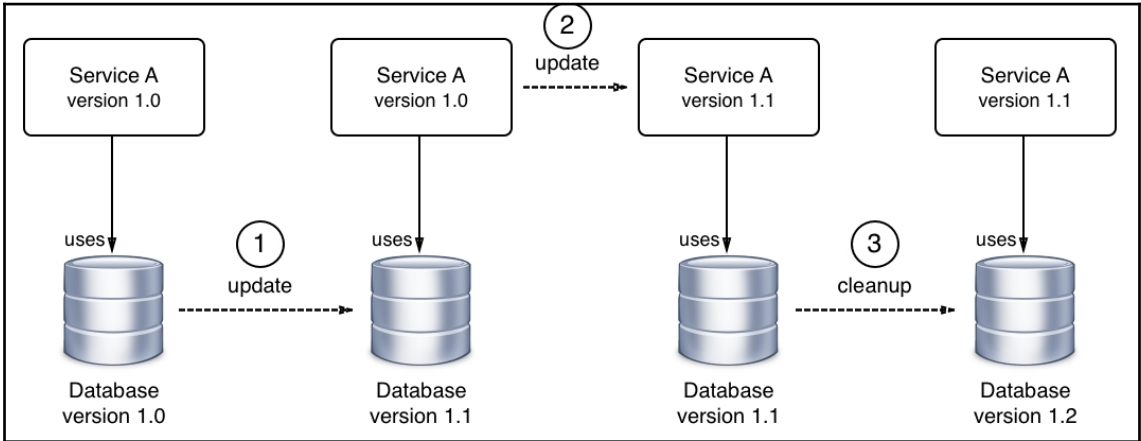 2
update
Service A
version 1.0
Service A
version 1.0
Service A
version 1.1
Service A
version 1.1
uses
uses
uses
uses
1
update
3
cleanup
Database
version 1.0
Database
version 1.1
Database
version 1.1
Database
version 1.2